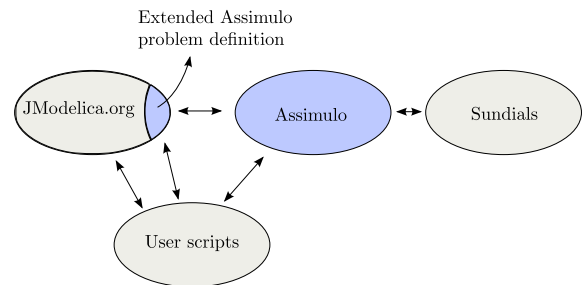 Extended Assimulo
problem definition
JModelica.org
Assimulo
Sundials
User scripts